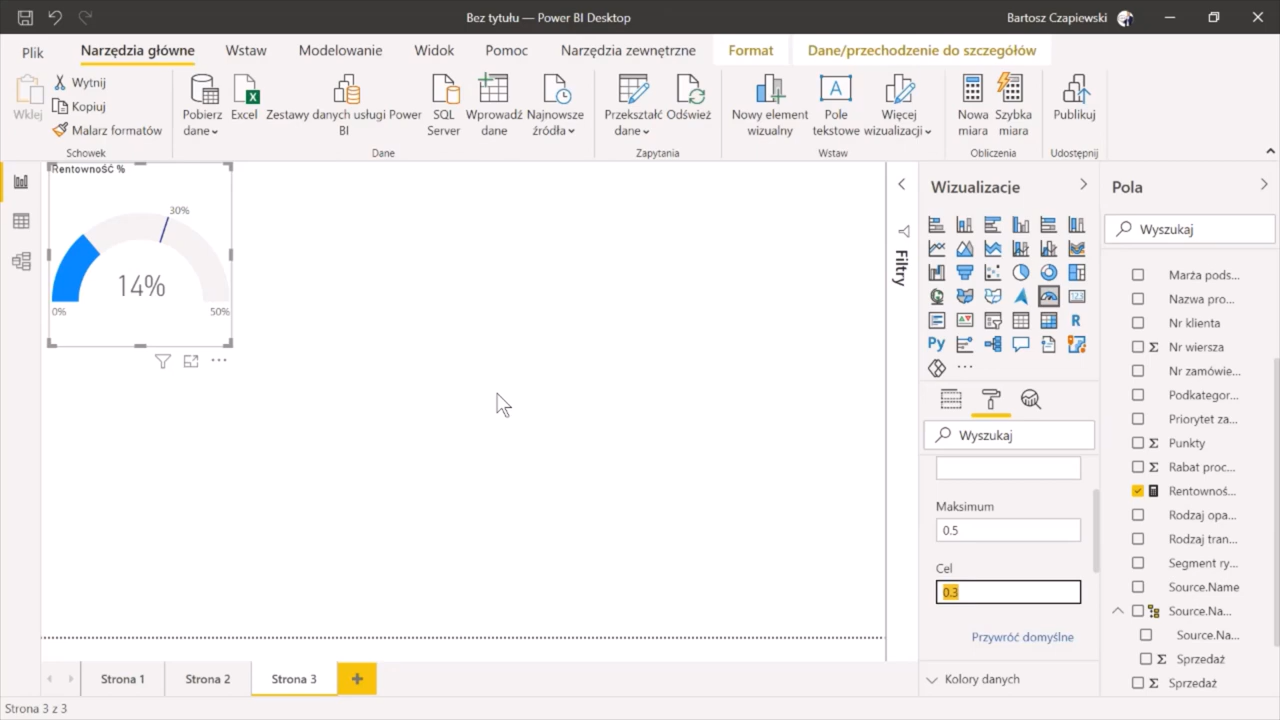 Bez tytułu — Power BI Desktop
Bartosz Czapiewski
Plik
Narzędzia główne
Wstaw
Modelowanie
Widok
Pomoc
Narzędzia zewnętrzne
Format
Dane/przechodzenie do szczegółów
Wklej
Wytnij
Kopiuj
Malarz formatów
Schowek
Pobierz
dane
Excel
Zestawy danych usługi Power
BI
SQL
Server
Wprowadź
dane
Najnowsze
źródła
Dane
Przekształć
dane
Odśwież
Zapytania
Nowy element
wizualny
Pole
tekstowe
Więcej
wizualizacji
Wstaw
Nowa
miara
Szybka
miara
Obliczenia
Publikuj
Udostępnij
Rentowność %
30%
14%
0%
50%
Filtry
Wizualizacje
R
Py
Wyszukaj
Maksimum
0.5
Cel
0.3
Przywróć domyślne
Kolory danych
Pola
Wyszukaj
Marża pods...
Nazwa pro...
Nr klienta
Nr wiersza
Nr zamówie...
Podkategor...
Priorytet za...
Punkty
Rabat proc...
Rentownoś...
Rodzaj opa...
Rodzaj tran...
Segment ry...
Source.Name
Source.Na...
Source.Na...
Sprzedaż
Sprzedaż
Strona 1
Strona 2
Strona 3
Strona 3 z 3